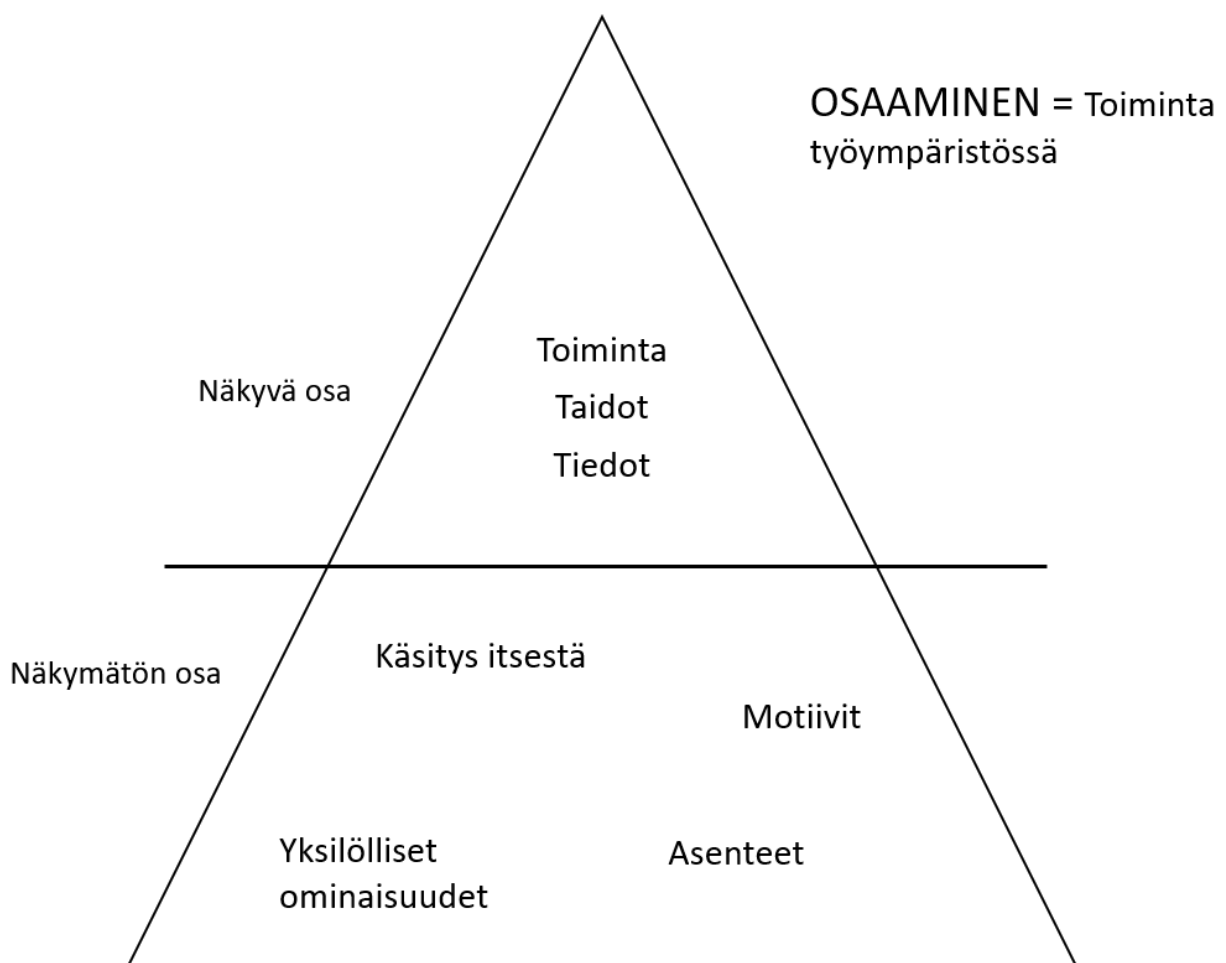 OSAAMINEN = Toiminta
työympäristössä
Toiminta
Näkyvä osa
Taidot
Tiedot
Käsitys itsestä
Näkymätön osa
Motiivit
Yksilölliset
ominaisuudet
Asenteet